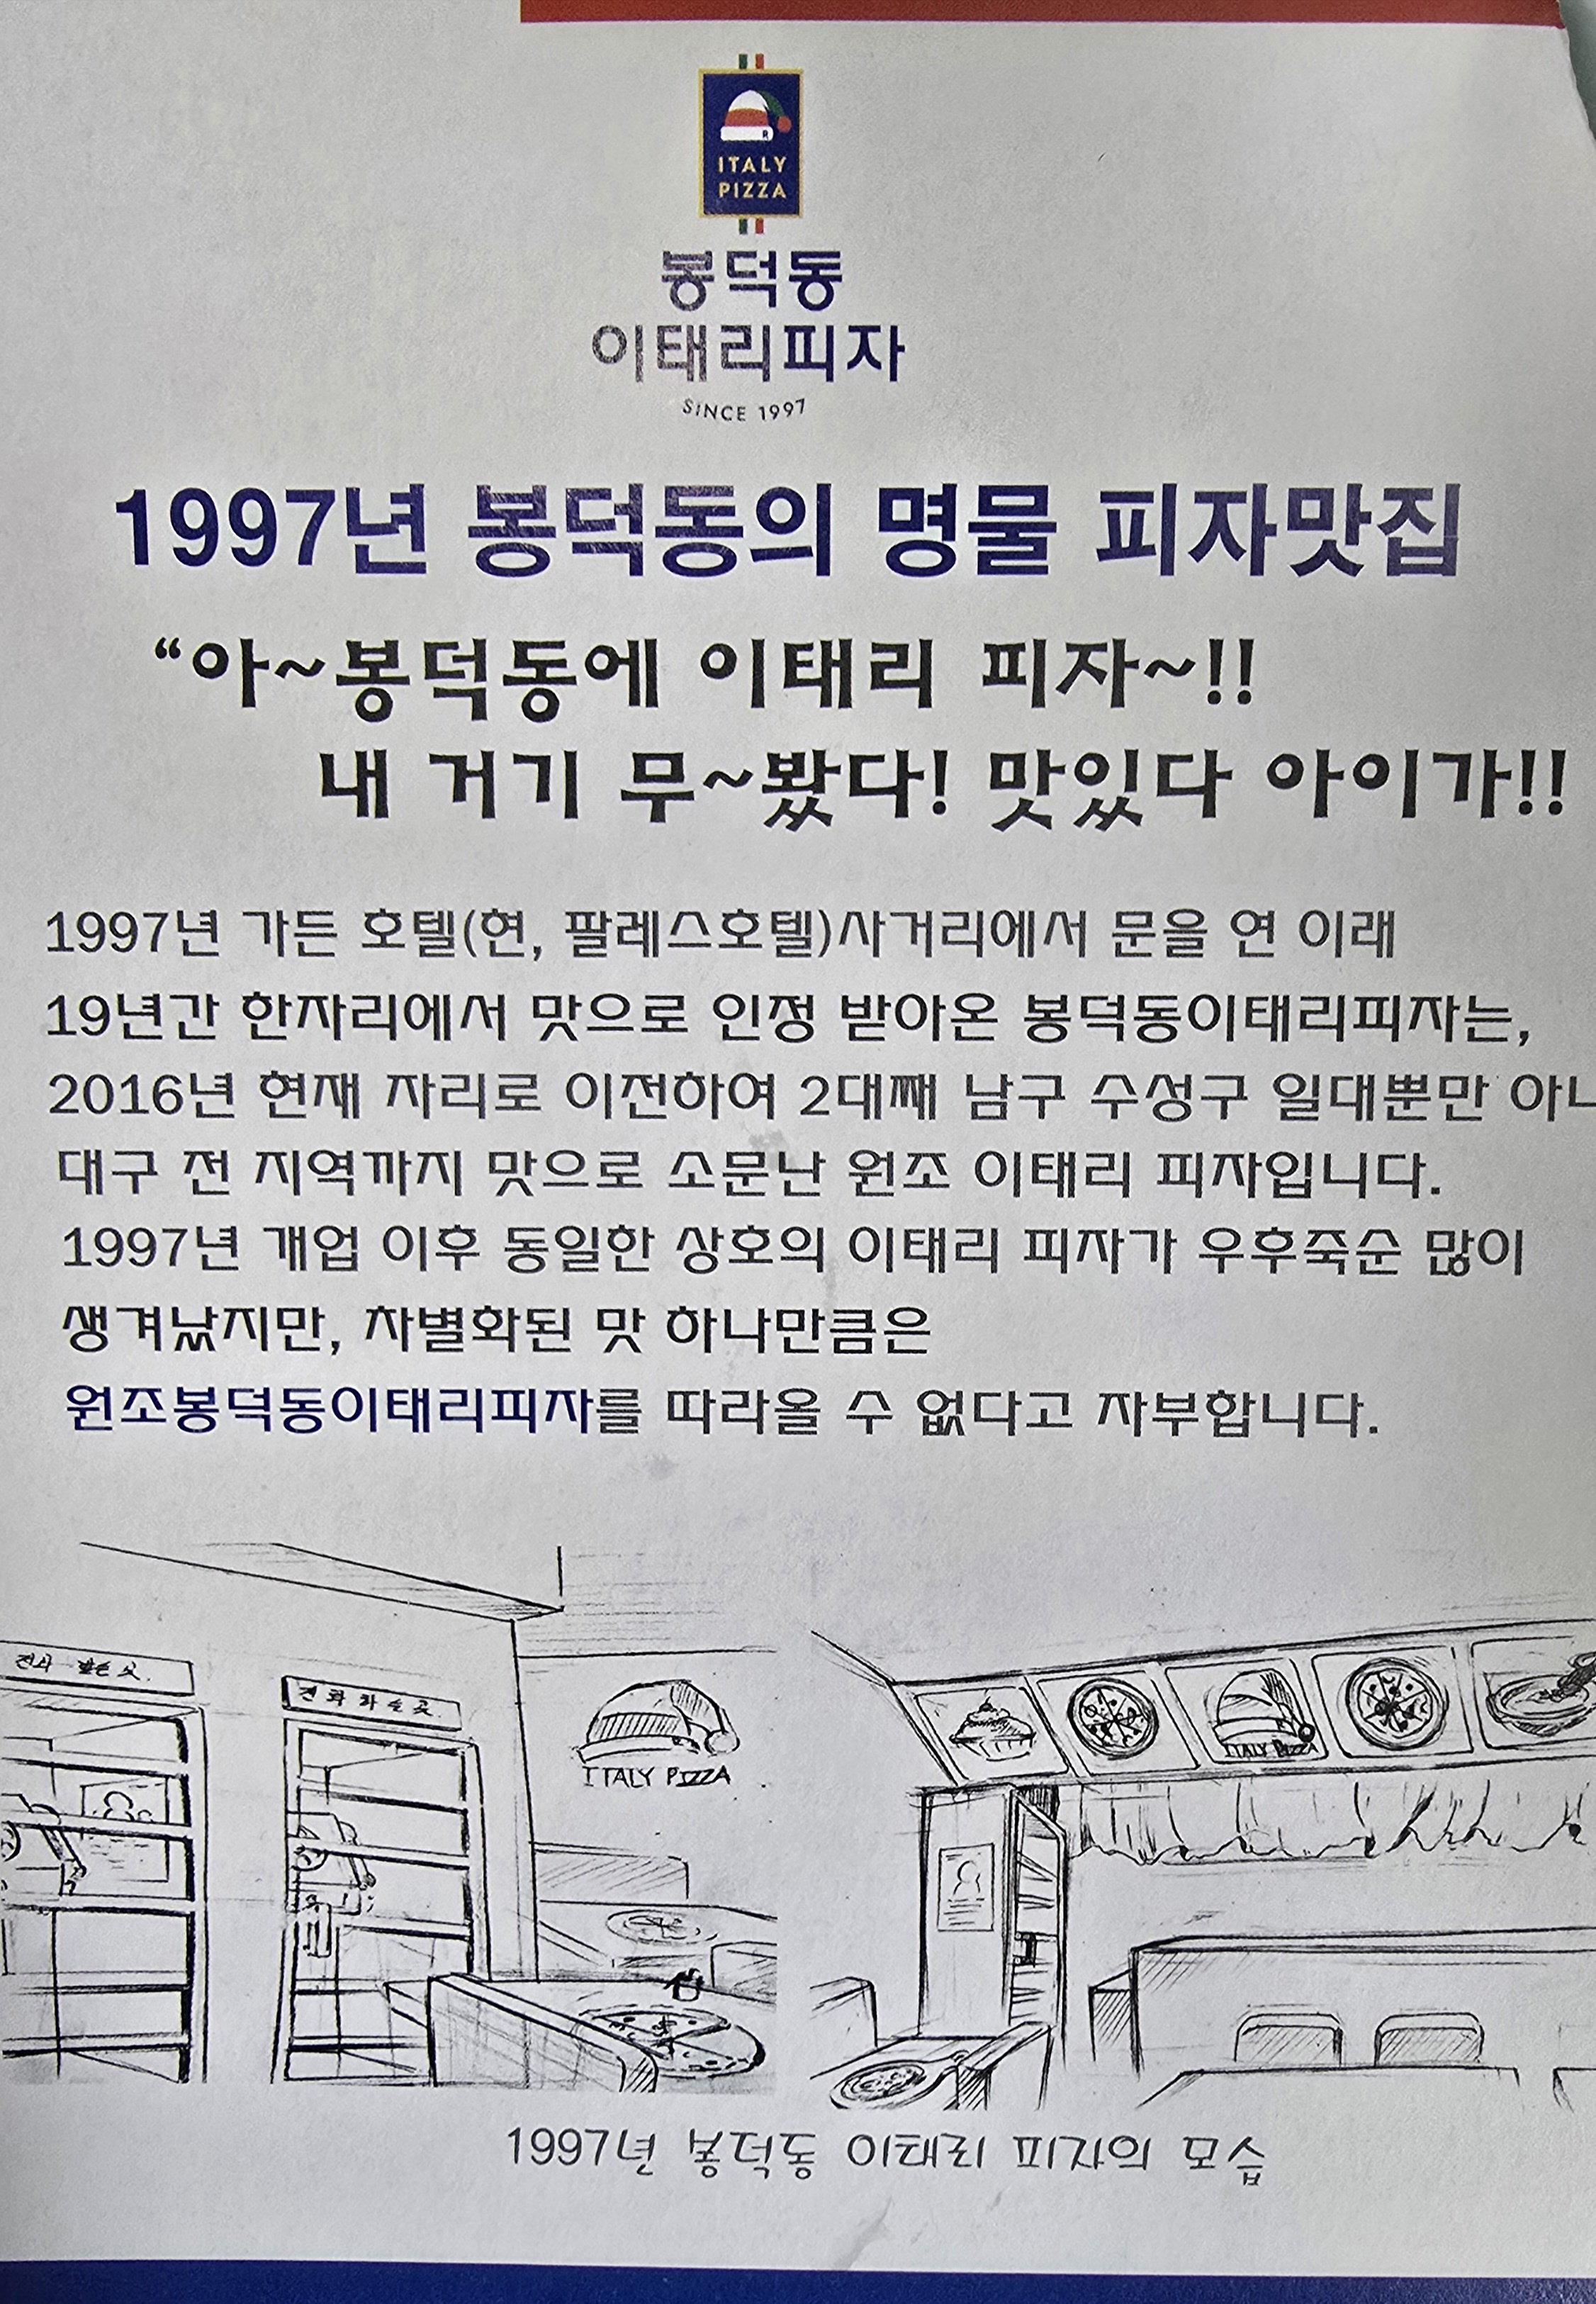 ITALY
PIZZA
봉덕동
이태리피자
SINCE 1997
1997년 봉덕동의 명물 피자맛집
“아~봉덕동에 이태리 피자~!!
내 거기 무~봤다! 맛있다 아이가!!
1997년 가든 호텔(현, 팔레스호텔)사거리에서 문을 연 이래
19년간 한자리에서 맛으로 인정 받아온 봉덕동이태리피자는,
2016년 현재 자리로 이전하여 2대째 남구 수성구 일대뿐만
대구 전 지역까지 맛으로 소문난 원조 이태리 피자입니다.
1997년 개업 이후 동일한 상호의 이태리 피자가 우후죽순 많이
생겨났지만, 차별화된 맛 하나만큼은
원조봉덕동이태리피자를 따라올 수 없다고 자부합니다.
전화 하는 곳
ITALY PIZZA
ITALY PIZZA
1997년 봉덕동 이태리 피자의 모습